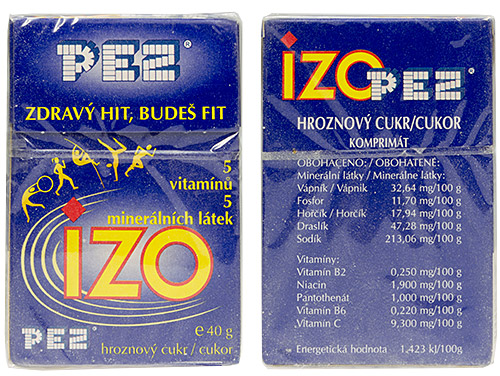 PEZ®
ZDRAVÝ HIT, BUDEŠ FIT
5
vitamínů
5
minerálních látek
IZO
PEZ®
e 40 g
hroznový cukr / cukor
iZO PEZ®
HROZNOVÝ CUKR/CUKOR
KOMPRIMÁT
OBOHACENO: / OBOHATENÉ:
Minerální látky / Minerálne látky:
Vápník / Vápnik 32,64 mg/100 g
Fosfor 11,70 mg/100 g
Hořčík / Horčík 17,94 mg/100 g
Draslík 47,28 mg/100 g
Sodík 213,06 mg/100 g
Vitamíny:
Vitamín B2 0,250 mg/100 g
Niacin 1,900 mg/100 g
Pantothenát 1,000 mg/100 g
Vitamín B6 0,220 mg/100 g
Vitamín C 9,300 mg/100 g
Energetická hodnota 1,423 kJ/100g